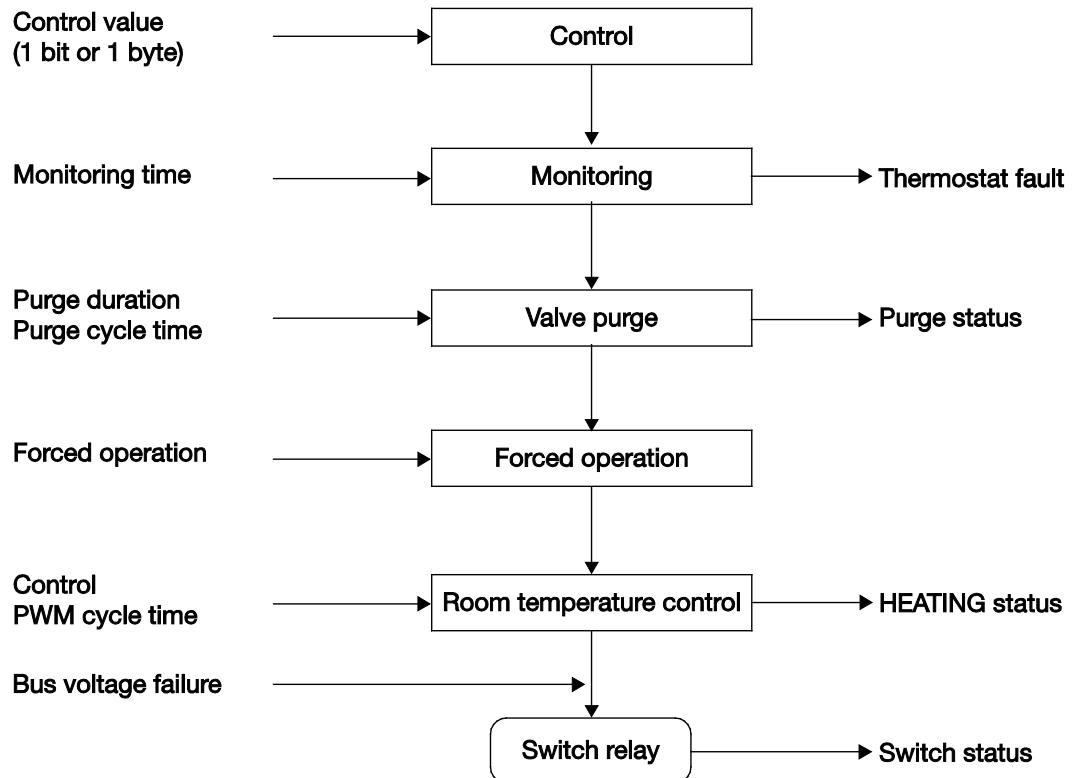 Control value
(1 bit or 1 byte)
Control
Monitoring time
Monitoring
Thermostat fault
Purge duration
Purge cycle time
Valve purge
Purge status
Forced operation
Forced operation
Control
PWM cycle time
Room temperature control
HEATING status
Bus voltage failure
Switch relay
Switch status